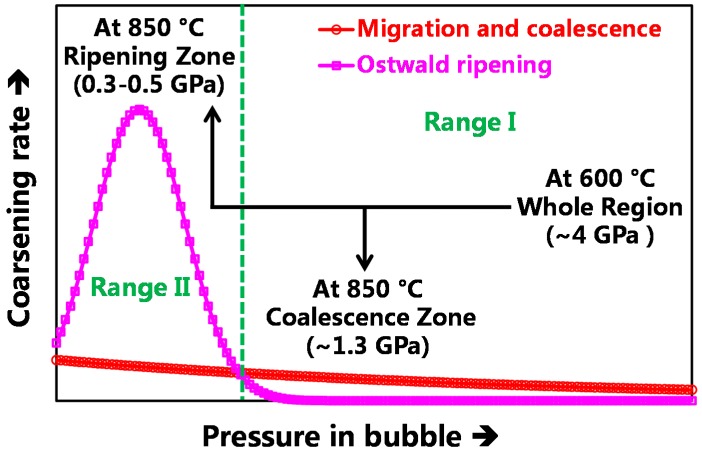 At 850 °C
Ripening Zone
(0.3-0.5 GPa)
Migration and coalescence
Ostwald ripening
Range I
At 600 °C
Whole Region
(~4 GPa )
Range II
At 850 °C
Coalescence Zone
(~1.3 GPa)
Coarsening rate →
Pressure in bubble →